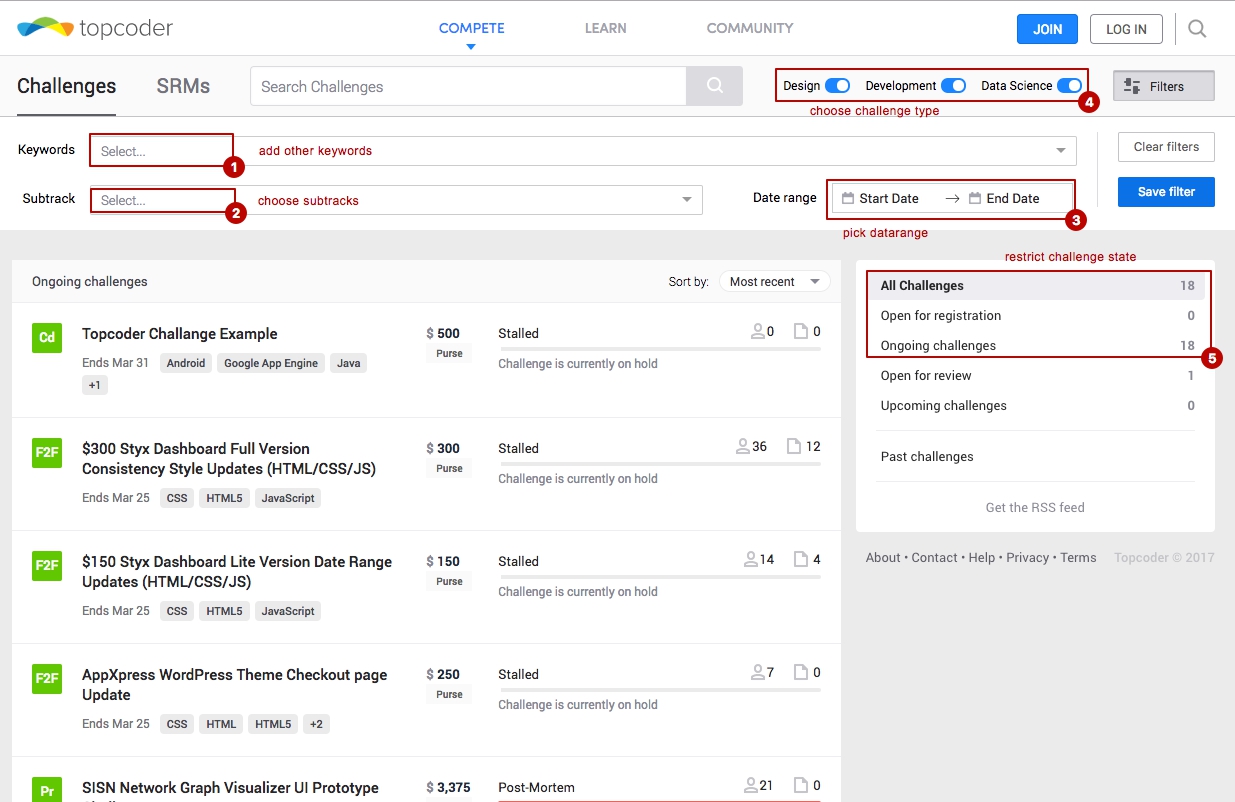 topcoder
COMPETE LEARN COMMUNITY JOIN LOG IN
Challenges SRMs Search Challenges Design Development Data Science Filters
4
choose challenge type
Keywords Select... add other keywords Clear filters
1
Subtrack Select... choose subtracks Date range Start Date → End Date Save filter
2 3
pick datarange
restrict challenge state
Ongoing challenges Sort by: Most recent
All Challenges 18
Open for registration 0
Ongoing challenges 18
5
Open for review 1
Upcoming challenges 0
Past challenges
Get the RSS feed
About • Contact • Help • Privacy • Terms Topcoder © 2017
Cd Topcoder Challange Example $ 500 Stalled 0 0
Purse
Ends Mar 31 Android Google App Engine Java Challenge is currently on hold
+1
F2F $300 Styx Dashboard Full Version $ 300 Stalled 36 12
Consistency Style Updates (HTML/CSS/JS) Purse
Challenge is currently on hold
Ends Mar 25 CSS HTML5 JavaScript
F2F $150 Styx Dashboard Lite Version Date Range $ 150 Stalled 14 4
Updates (HTML/CSS/JS) Purse
Challenge is currently on hold
Ends Mar 25 CSS HTML5 JavaScript
F2F AppXpress WordPress Theme Checkout page $ 250 Stalled 7 0
Update Purse
Challenge is currently on hold
Ends Mar 25 CSS HTML HTML5 +2
Pr SISN Network Graph Visualizer UI Prototype $ 3,375 Post-Mortem 21 0